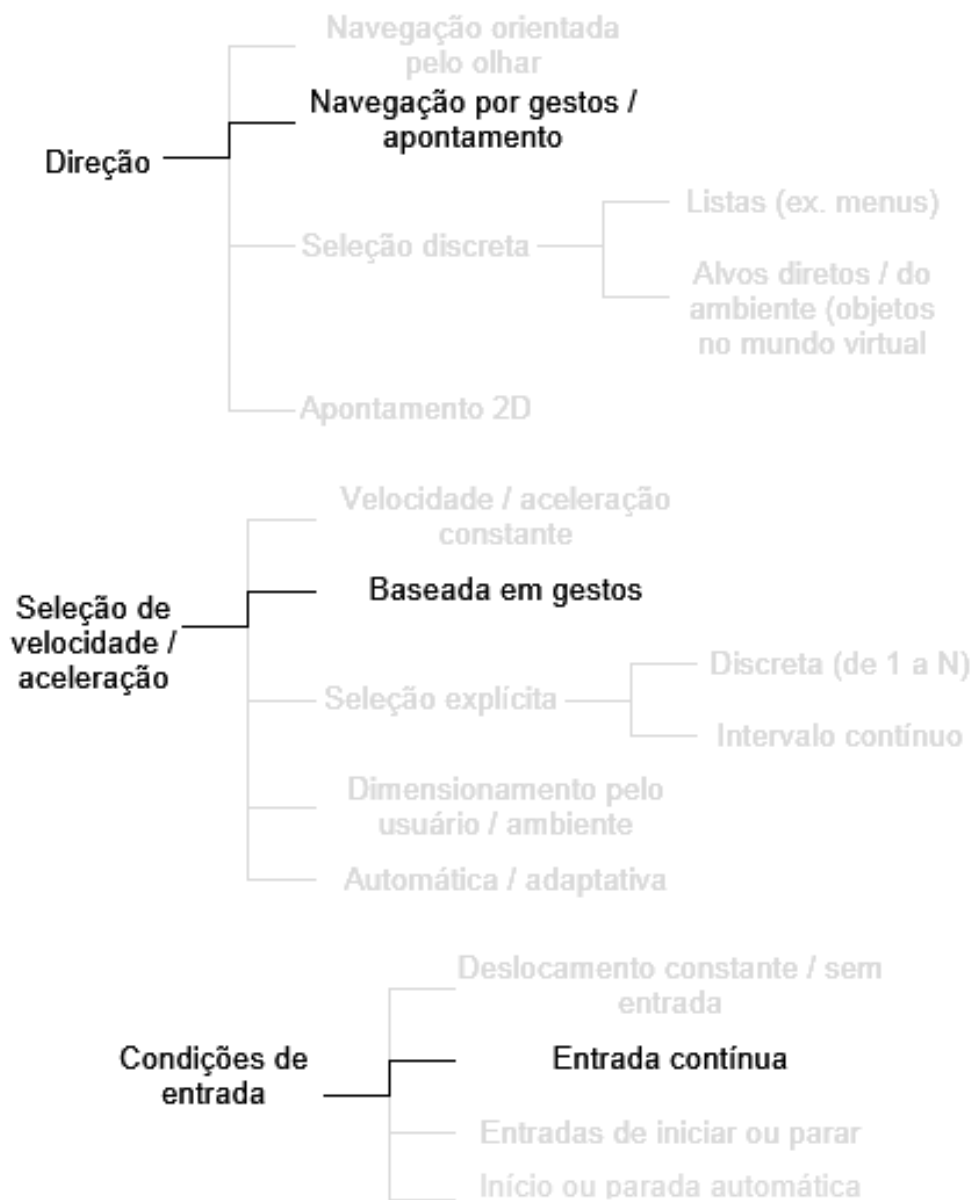 Navegação orientada
pelo olhar
Navegação por gestos /
apontamento
Direção
Listas (ex. menus)
Seleção discreta
Alvos diretos / do
ambiente (objetos
no mundo virtual
Apontamento 2D
Velocidade / aceleração
constante
Baseada em gestos
Seleção de
velocidade /
aceleração
Discreta (de 1 a N)
Seleção explícita
Intervalo contínuo
Dimensionamento pelo
usuário / ambiente
Automática / adaptativa
Deslocamento constante / sem
entrada
Condições de
entrada
Entrada contínua
Entradas de iniciar ou parar
Início ou parada automática